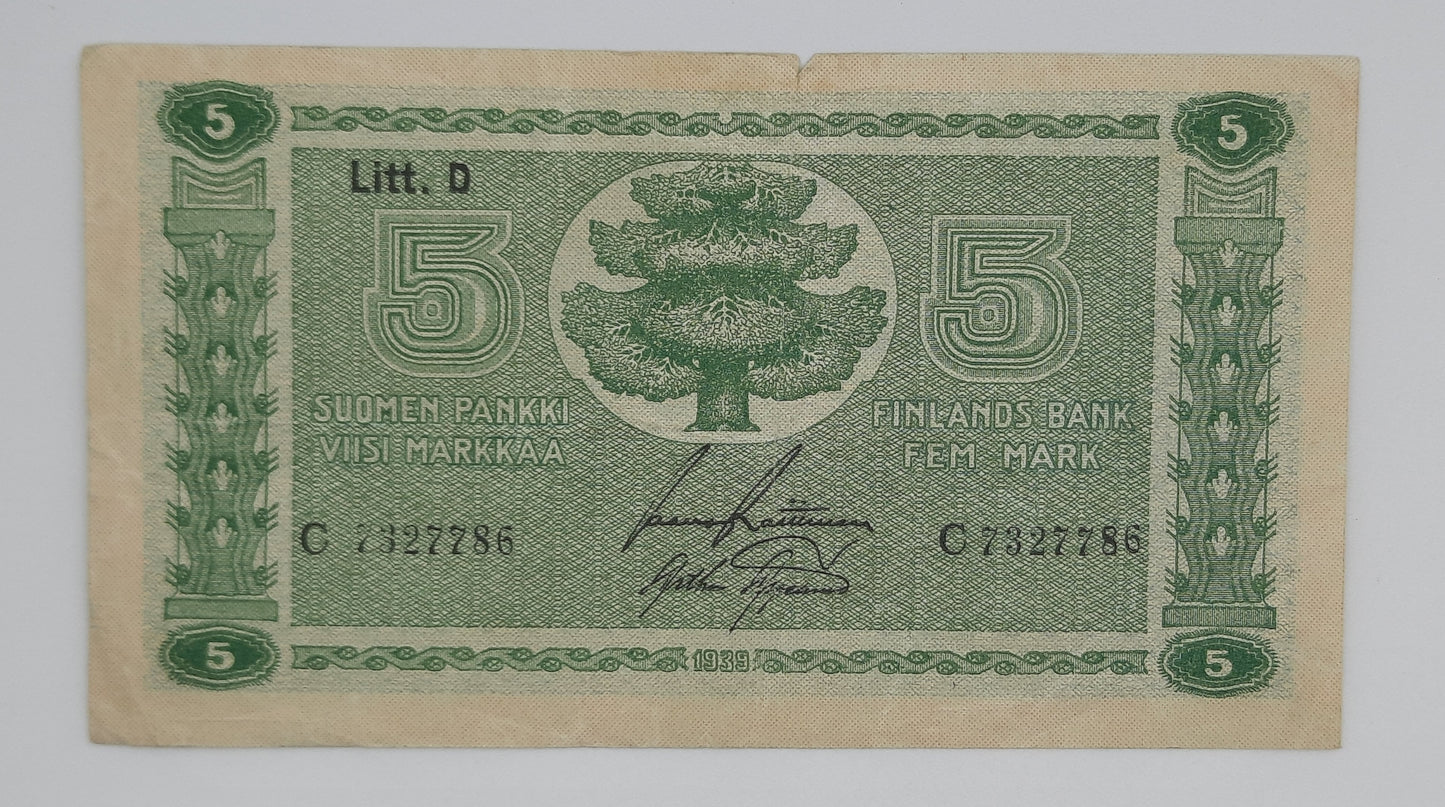 5 5
Litt. D
5 5
SUOMEN PANKKI FINLANDS BANK
VIISI MARKKAA FEM MARK
C 7327786 C 7327786
5 1939 5